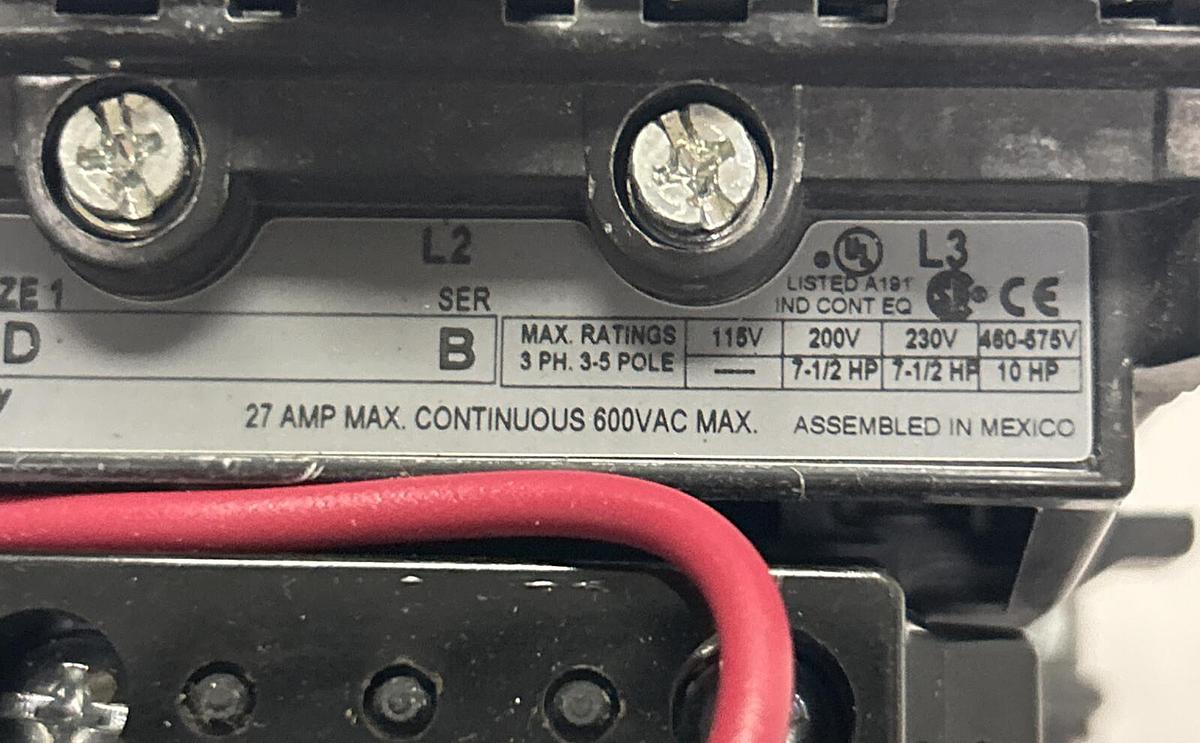 L2
UL L3
LISTED A191
ZE 1 SER IND CONT EQ CE
D B MAX. RATINGS 115V 200V 230V 460-575V
3 PH. 3-5 POLE — 7-1/2 HP 7-1/2 HP 10 HP
27 AMP MAX. CONTINUOUS 600VAC MAX. ASSEMBLED IN MEXICO